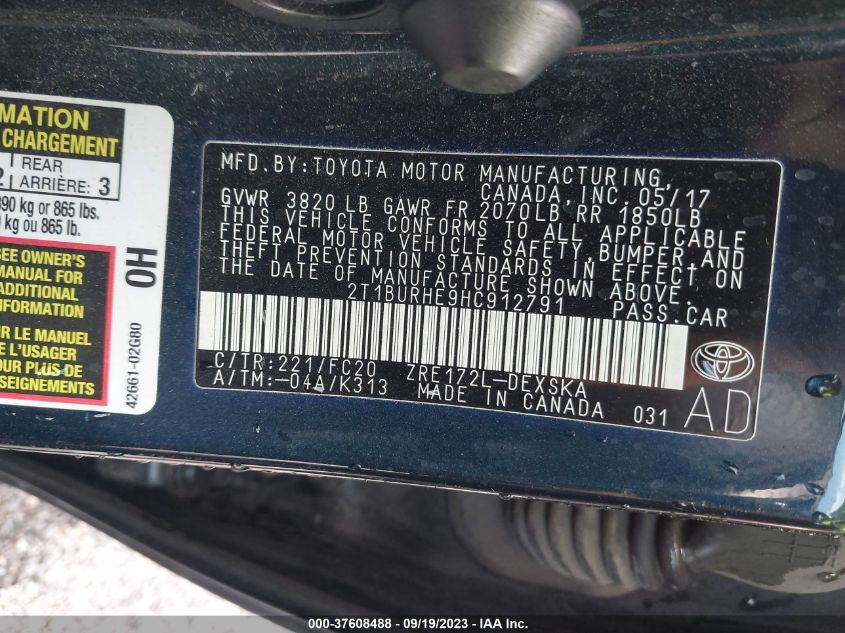 MATION
CHARGEMENT
REAR
2 ARRIÈRE: 3
390 kg or 865 lbs.
kg ou 865 lb.
SEE OWNER'S
MANUAL FOR
ADDITIONAL
INFORMATION
LE MANUEL
L'USAGER
POUR PLUS
42661-02G80
0H
MFD.BY:TOYOTA MOTOR MANUFACTURING,
CANADA, INC. 05/17
GVWR 3820 LB GAWR FR 2070LB RR 1850LB
THIS VEHICLE CONFORMS TO ALL APPLICABLE
FEDERAL MOTOR VEHICLE SAFETY, BUMPER, AND
THEFT PREVENTION STANDARDS IN EFFECT ON
THE DATE OF MANUFACTURE SHOWN ABOVE.
2T1BURHE9HC912791 PASS.CAR
C/TR:221/FC20 ZRE172L-DEXSKA
A/TM:-04A/K313 MADE IN CANADA 031
TOYOTA
AD
000-37608488 - 09/19/2023 - IAA Inc.